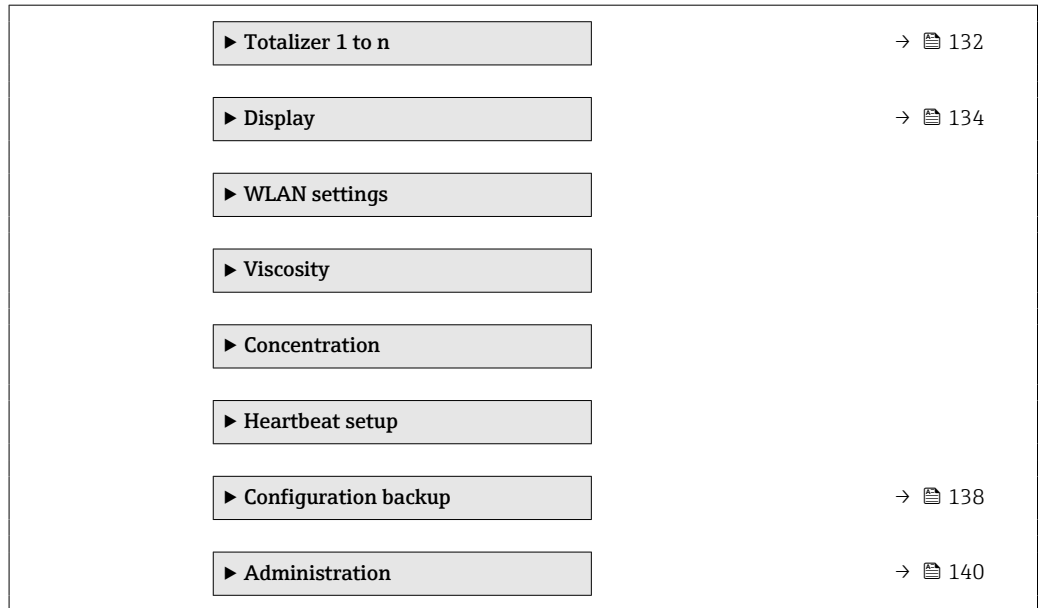 ▶ Totalizer 1 to n → 132
▶ Display → 134
▶ WLAN settings
▶ Viscosity
▶ Concentration
▶ Heartbeat setup
▶ Configuration backup → 138
▶ Administration → 140